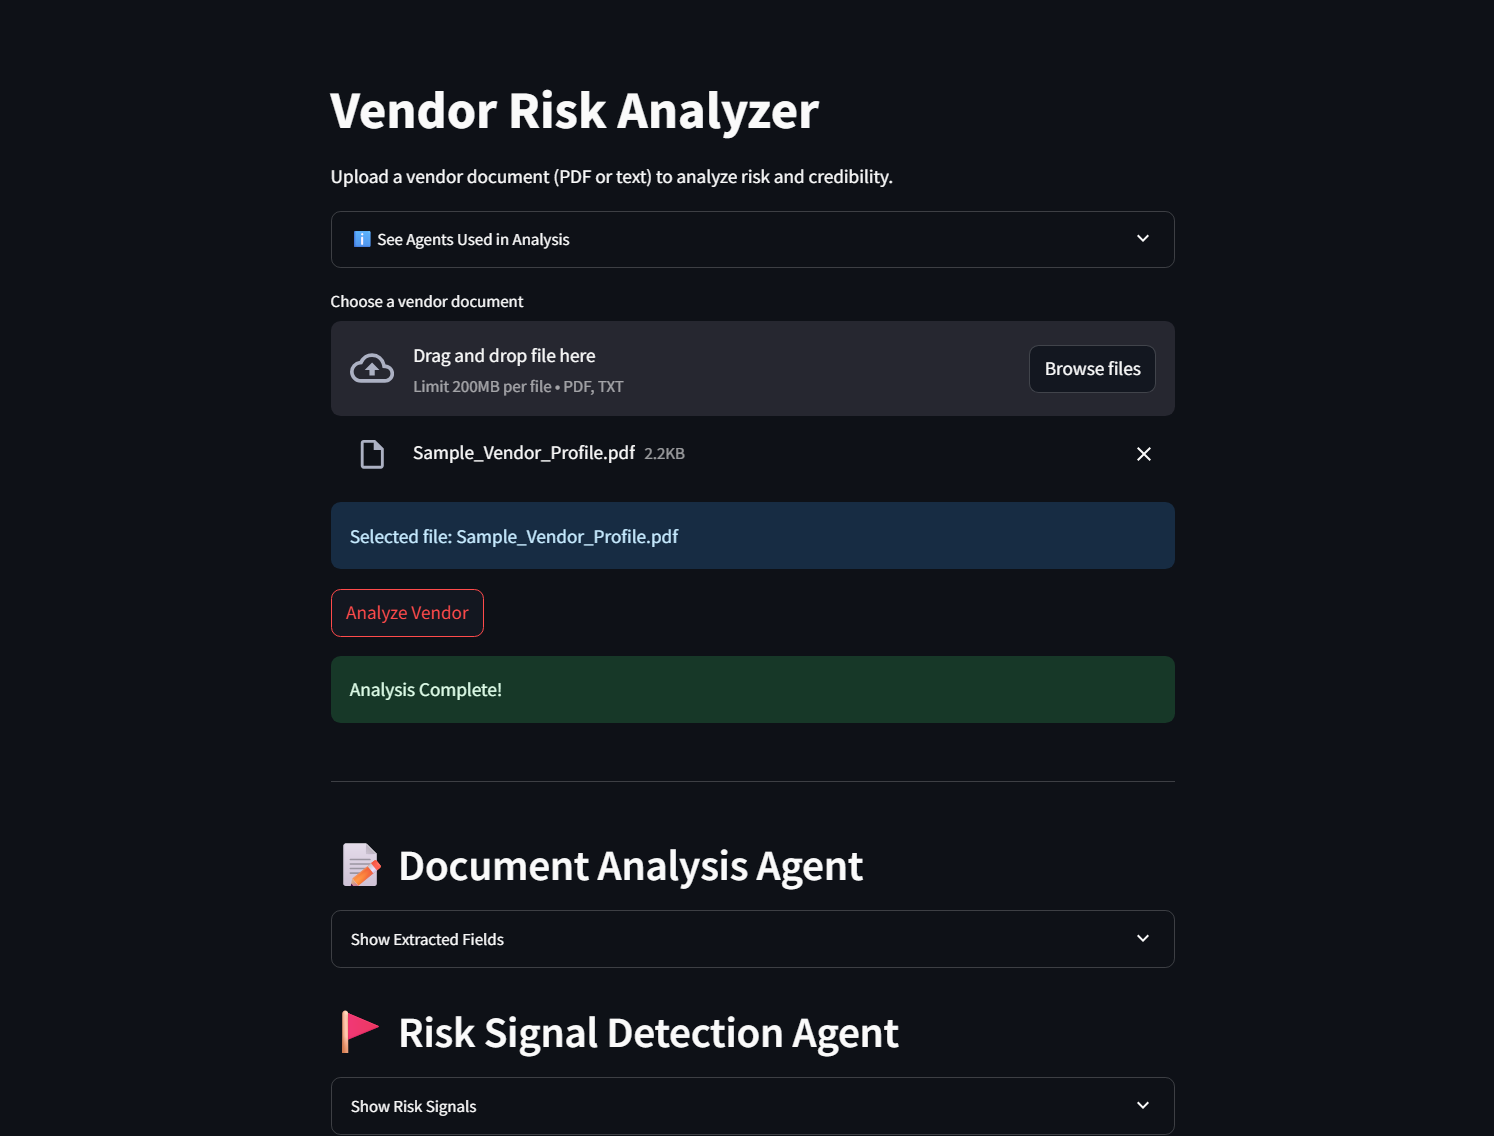 Vendor Risk Analyzer
Upload a vendor document (PDF or text) to analyze risk and credibility.
See Agents Used in Analysis
Choose a vendor document
Drag and drop file here
Limit 200MB per file • PDF, TXT
Browse files
Sample_Vendor_Profile.pdf 2.2KB
Selected file: Sample_Vendor_Profile.pdf
Analyze Vendor
Analysis Complete!
Document Analysis Agent
Show Extracted Fields
Risk Signal Detection Agent
Show Risk Signals